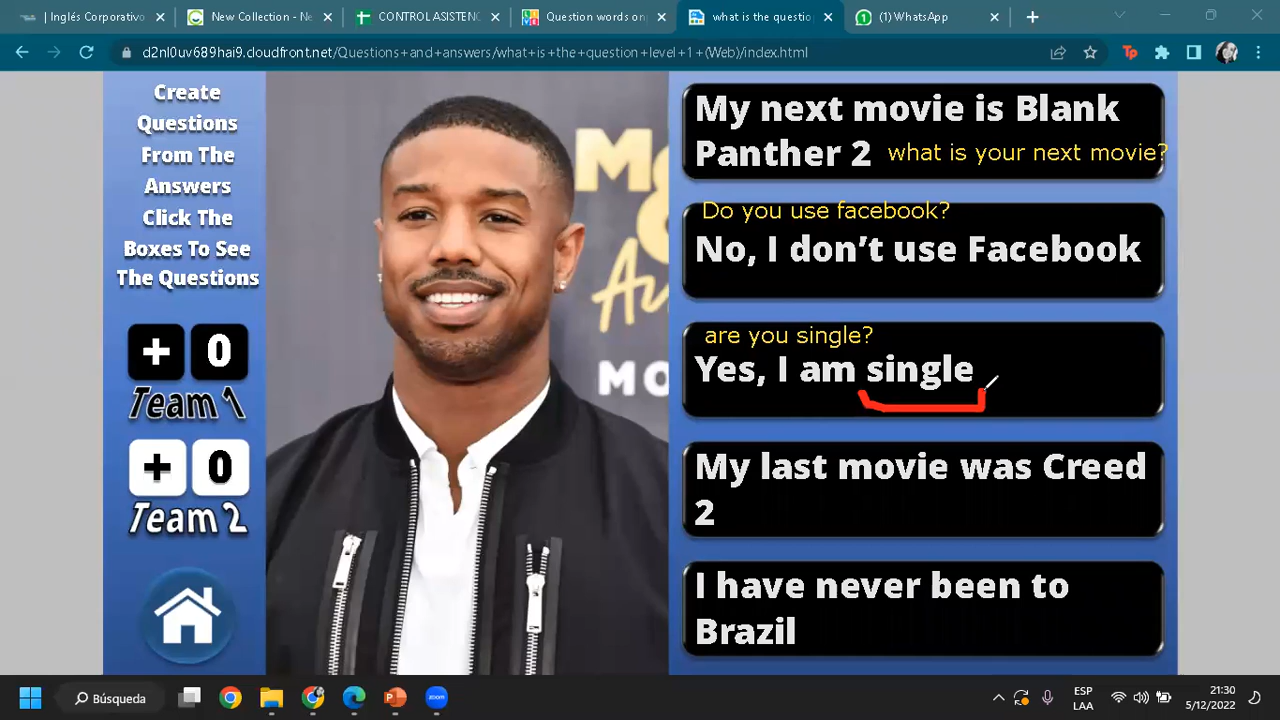 Inglés Corporativo
New Collection - Ne
CONTROL ASISTENC
Question words on
what is the questio
(1) WhatsApp
d2nl0uv689hai9.cloudfront.net/Questions+and+answers/what+is+the+question+level+1+(Web)/index.html
Create
Questions
From The
Answers
Click The
Boxes To See
The Questions
+ 0
Team 1
+ 0
Team 2
My next movie is Blank
Panther 2 what is your next movie?
Do you use facebook?
No, I don't use Facebook
are you single?
Yes, I am single
My last movie was Creed
2
I have never been to
Brazil
Búsqueda
zoom
ESP
LAA
21:30
5/12/2022